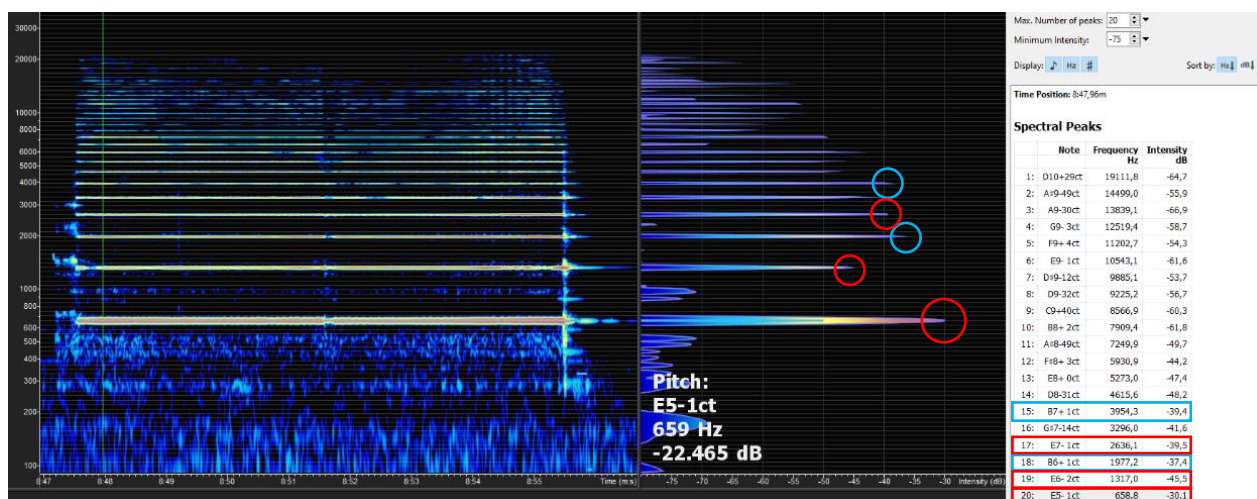 30000
20000
10000
8000
6000
5000
4000
3000
2000
1000
800
600
500
400
300
200
100
8:47 8:48 8:49 8:50 8:51 8:52 8:53 8:54 8:55 Time (m:s)
-75 -70 -65 -60 -55 -50 -45 -40 -35 -30 Intensity (dB)
Pitch:
E5-1ct
659 Hz
-22.465 dB
Max. Number of peaks: 20
Minimum Intensity: -75
Display: ♪ Hz # Sort by: Hz↓ dB↓
Time Position: 8:47,96m
Spectral Peaks
Note Frequency Hz Intensity dB
1: D10+29ct 19111,8 -64,7
2: A♯9-49ct 14499,0 -55,9
3: A9-30ct 13839,1 -66,9
4: G9- 3ct 12519,4 -58,7
5: F9+ 4ct 11202,7 -54,3
6: E9- 1ct 10543,1 -61,6
7: D♯9-12ct 9885,1 -53,7
8: D9-32ct 9225,2 -56,7
9: C9+40ct 8566,9 -60,3
10: B8+ 2ct 7909,4 -61,8
11: A♯8-49ct 7249,9 -49,7
12: F♯8+ 3ct 5930,9 -44,2
13: E8+ 0ct 5273,0 -47,4
14: D8-31ct 4615,6 -48,2
15: B7+ 1ct 3954,3 -39,4
16: G♯7-14ct 3296,0 -41,6
17: E7- 1ct 2636,1 -39,5
18: B6+ 1ct 1977,2 -37,4
19: E6- 2ct 1317,0 -45,5
20: E5- 1ct 658,8 -30,1